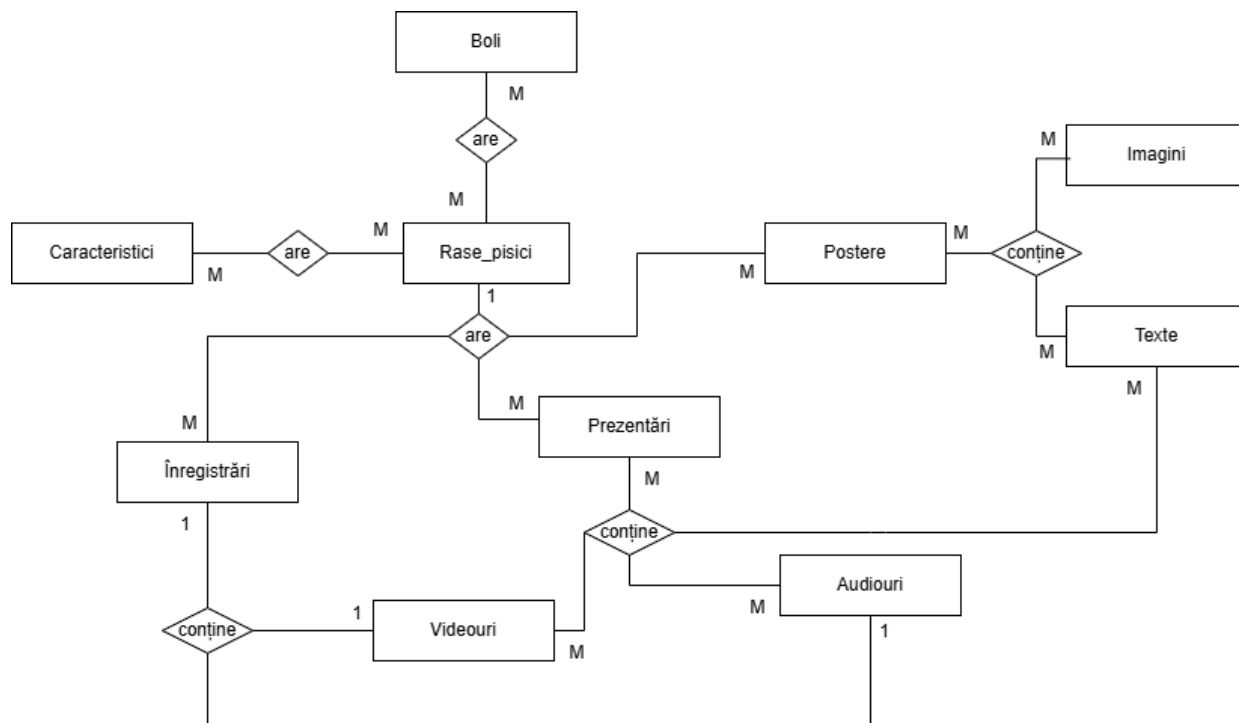 Boli
M
are
M
Imagini
M
Caracteristici
M
are
M
Rase_pisici
Postere
M
M
conține
1
are
M
Texte
M
M
M
Prezentări
M
Înregistrări
1
M
conține
Audiouri
M
1
conține
1
Videouri
M